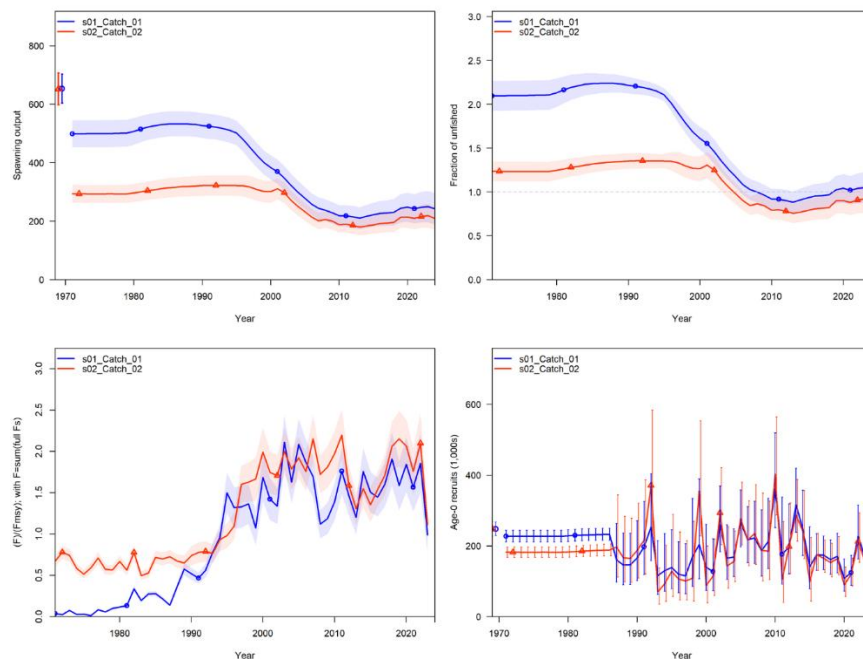 s01_Catch_01
s02_Catch_02
Spawning output
800
600
400
200
0
1970
1980
1990
2000
2010
2020
Year
s01_Catch_01
s02_Catch_02
Fraction of unfished
3.0
2.5
2.0
1.5
1.0
0.5
0.0
1980
1990
2000
2010
2020
Year
s01_Catch_01
s02_Catch_02
(F)/(Fmsy); with F=sum(full Fs)
3.0
2.5
2.0
1.5
1.0
0.5
0.0
1980
1990
2000
2010
2020
Year
s01_Catch_01
s02_Catch_02
Age-0 recruits (1,000s)
600
400
200
0
1970
1980
1990
2000
2010
2020
Year